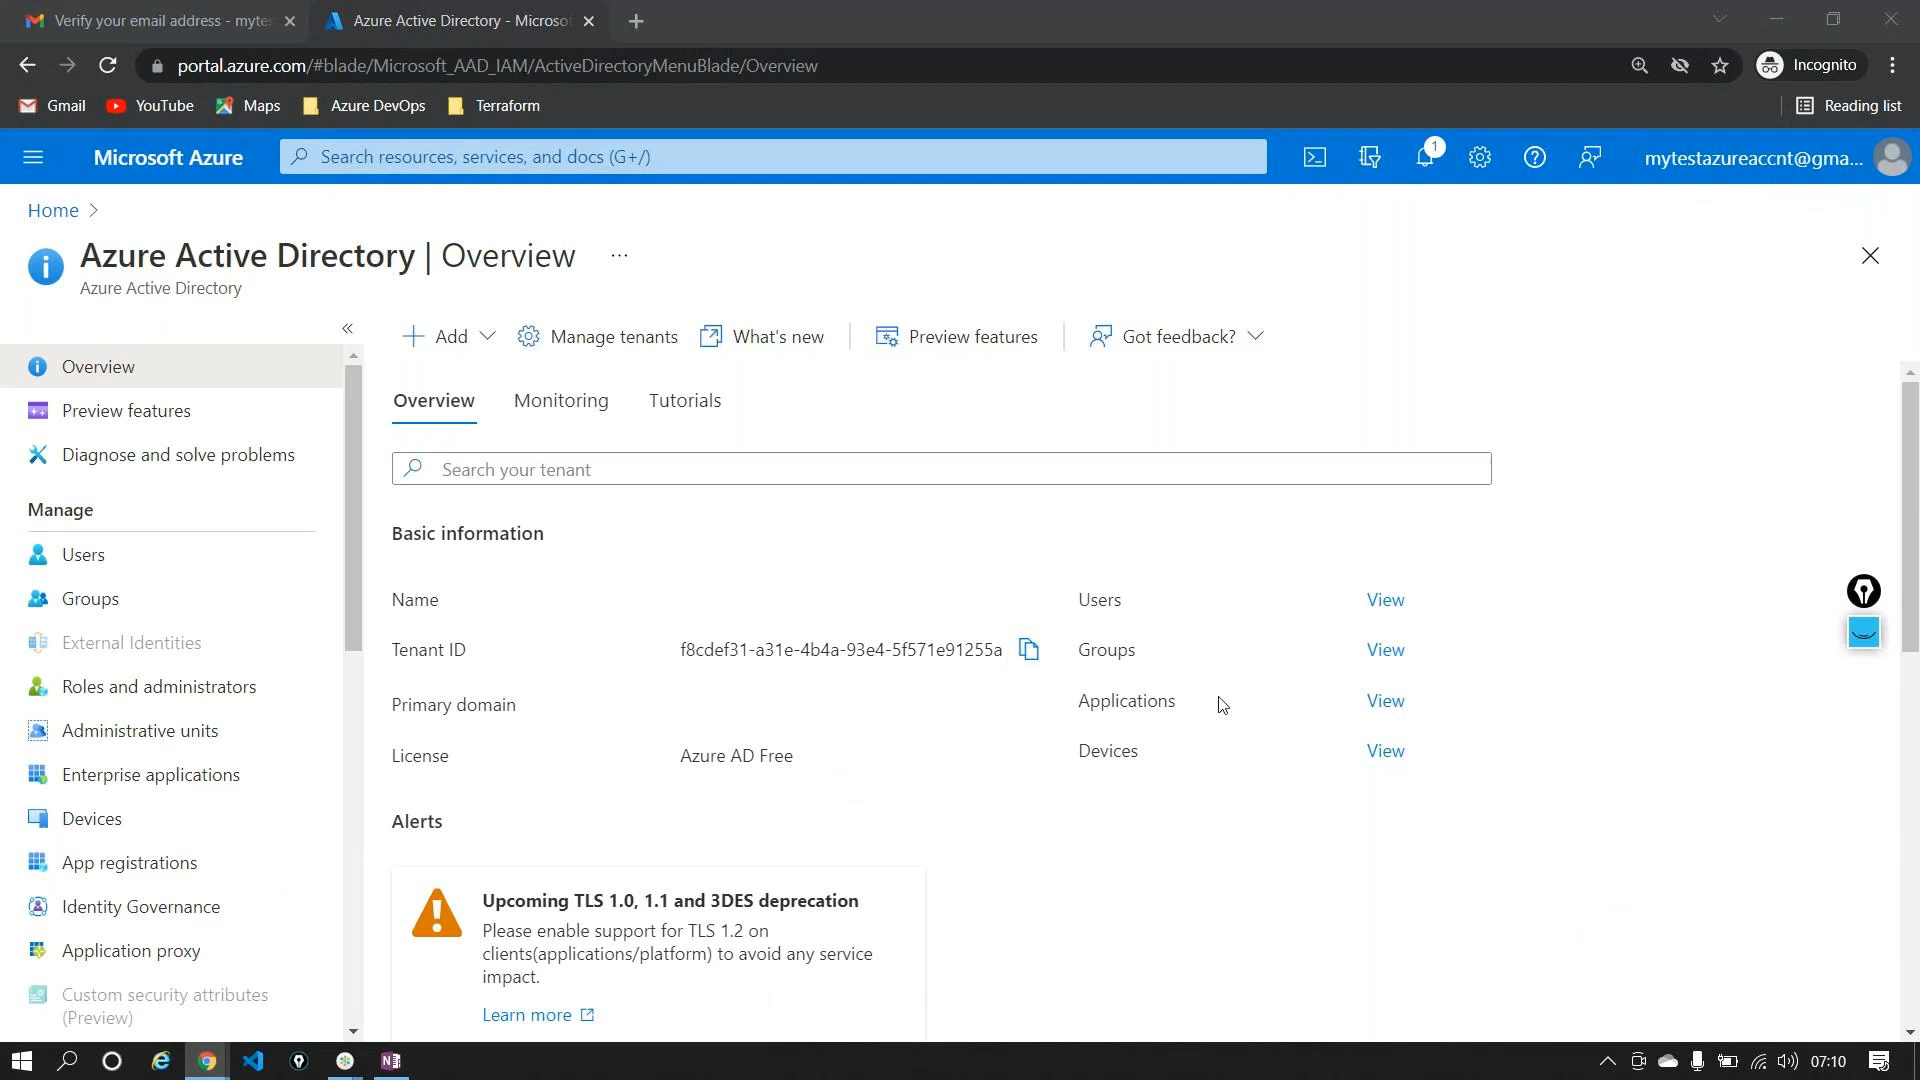 Verify your email address - myte
Azure Active Directory - Microso
portal.azure.com/#blade/Microsoft_AAD_IAM/ActiveDirectoryMenuBlade/Overview
Incognito
Gmail
YouTube
Maps
Azure DevOps
Terraform
Reading list
Microsoft Azure
Search resources, services, and docs (G+/)
1
mytestazureaccnt@gma...
Home
Azure Active Directory | Overview
...
Azure Active Directory
Add
Manage tenants
What's new
Preview features
Got feedback?
Overview
Preview features
Diagnose and solve problems
Manage
Users
Groups
External Identities
Roles and administrators
Administrative units
Enterprise applications
Devices
App registrations
Identity Governance
Application proxy
Custom security attributes
(Preview)
Overview
Monitoring
Tutorials
Search your tenant
Basic information
Name
Tenant ID
f8cdef31-a31e-4b4a-93e4-5f571e91255a
Primary domain
License
Azure AD Free
Users
View
Groups
View
Applications
View
Devices
View
Alerts
Upcoming TLS 1.0, 1.1 and 3DES deprecation
Please enable support for TLS 1.2 on
clients(applications/platform) to avoid any service
impact.
Learn more
07:10